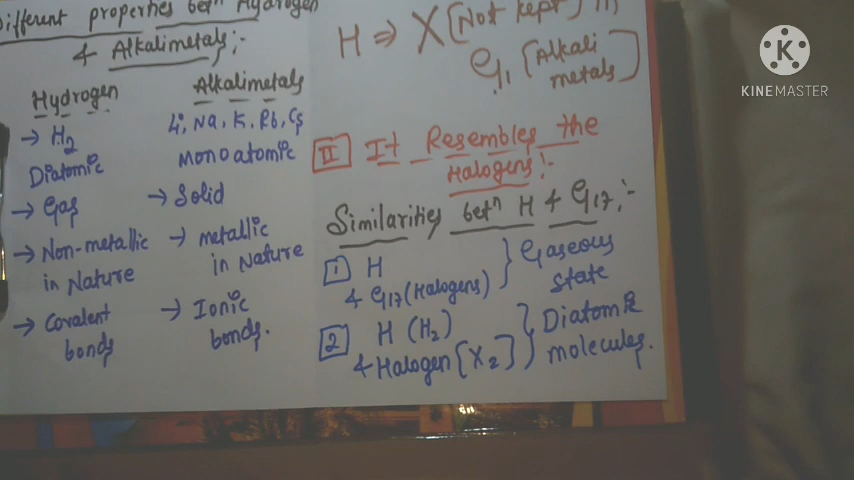 Different properties betⁿ Hydrogen
& Alkalimetals;-
Hydrogen
→ H2
Diatomic
→ Gas
→ Non-metallic
in Nature
→ Covalent
bonds
Alkalimetals
Li, Na, K, Rb, Cs
Monoatomic
→ Solid
→ metallic
in Nature
→ Ionic
bonds.
H ⇒ X [Not kept] in
G1 [Alkali
metals]
II It Resembles the
Halogens:-
Similarities betⁿ H & G17;-
1 H
& G17 (Halogens) } Gaseous
state
2 H (H2)
& Halogen [X2] } Diatomic
molecules.
K
KINEMASTER